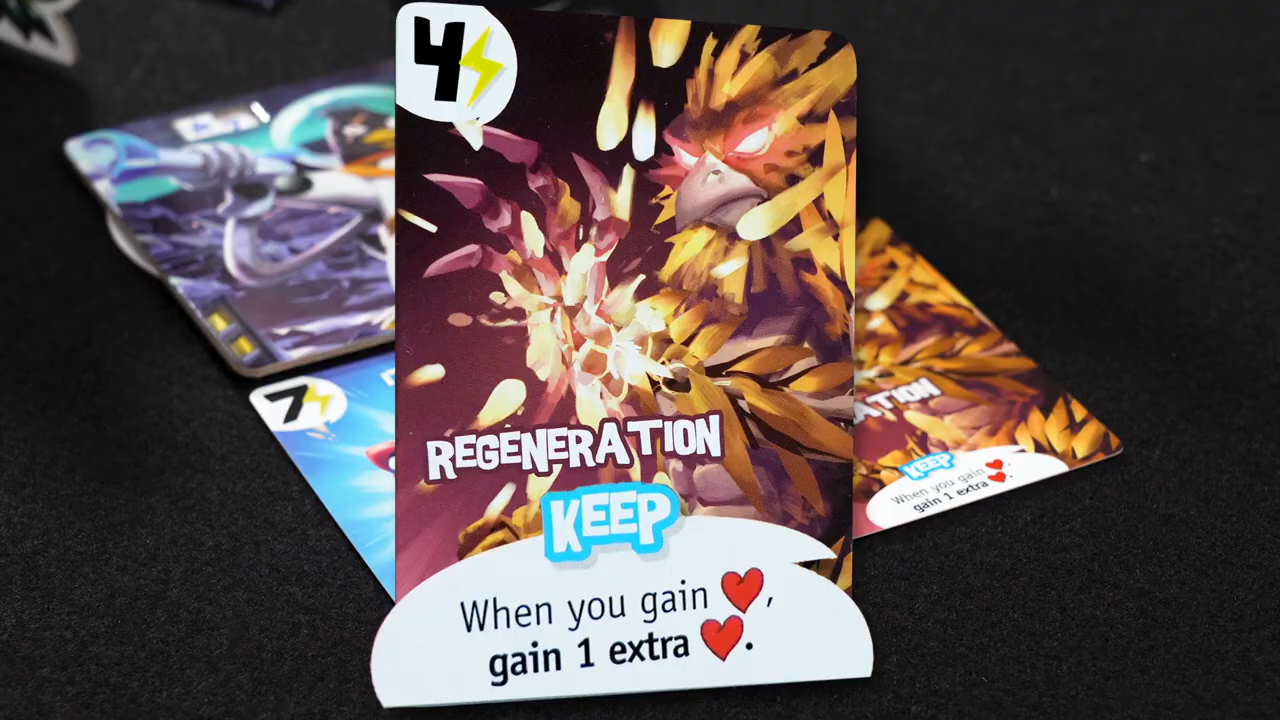 4
REGENERATION
KEEP
When you gain ❤,
gain 1 extra ❤.
7
ATION
KEEP
When you gain ❤,
gain 1 extra ❤.